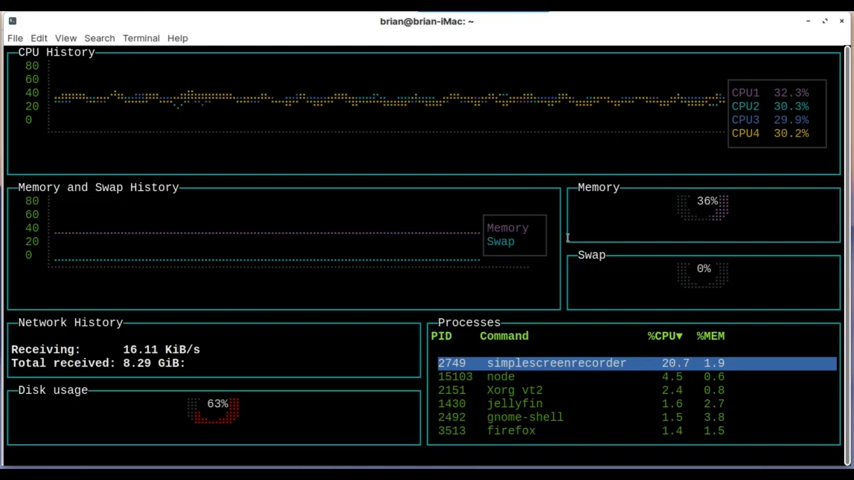 brian@brian-iMac: ~
File Edit View Search Terminal Help
CPU History
80
60
40
20
0
CPU1 32.3%
CPU2 30.3%
CPU3 29.9%
CPU4 30.2%
Memory and Swap History
80
60
40
20
0
Memory
Swap
Memory
36%
Swap
0%
Network History
Receiving: 16.11 KiB/s
Total received: 8.29 GiB:
Disk usage
63%
Processes
PID Command %CPU▼ %MEM
2749 simplescreenrecorder 20.7 1.9
15103 node 4.5 0.6
2151 Xorg vt2 2.4 0.8
1430 jellyfin 1.6 2.7
2492 gnome-shell 1.5 3.8
3513 firefox 1.4 1.5